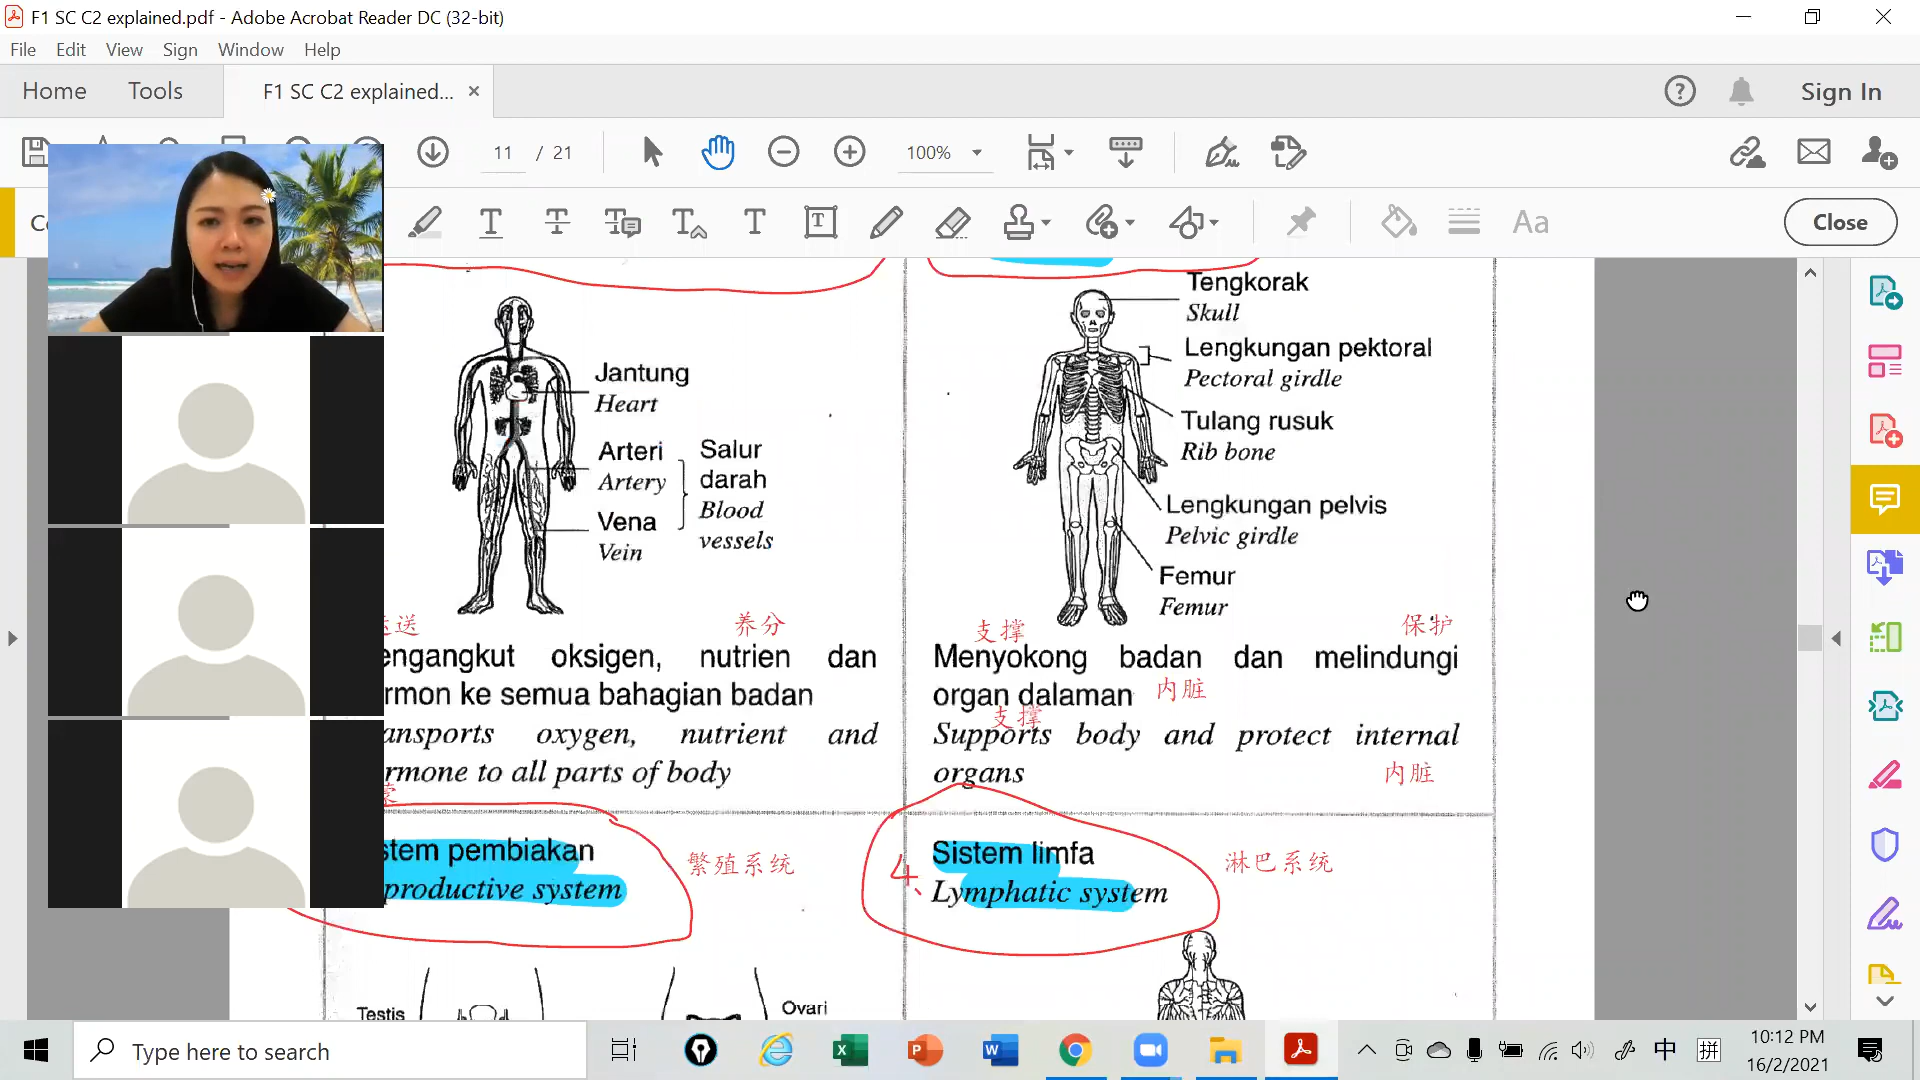 F1 SC C2 explained.pdf - Adobe Acrobat Reader DC (32-bit)
File Edit View Sign Window Help
Home Tools F1 SC C2 explained... × Sign In
11 / 21 100%
Aa Close
Tengkorak
Skull
Lengkungan pektoral
Pectoral girdle
Jantung
Heart
Tulang rusuk
Rib bone
Arteri
Artery
Salur
darah
Blood
vessels
Vena
Vein
Lengkungan pelvis
Pelvic girdle
Femur
Femur
送 养分
engangkut oksigen, nutrien dan
rmon ke semua bahagian badan
ansports oxygen, nutrient and
rmone to all parts of body
支撑 保护
Menyokong badan dan melindungi
organ dalaman 内脏
支撑
Supports body and protect internal
organs 内脏
stem pembiakan
productive system
繁殖系统
4、
Sistem limfa
Lymphatic system
淋巴系统
Testis
Ovari
Type here to search
中 拼
10:12 PM
16/2/2021